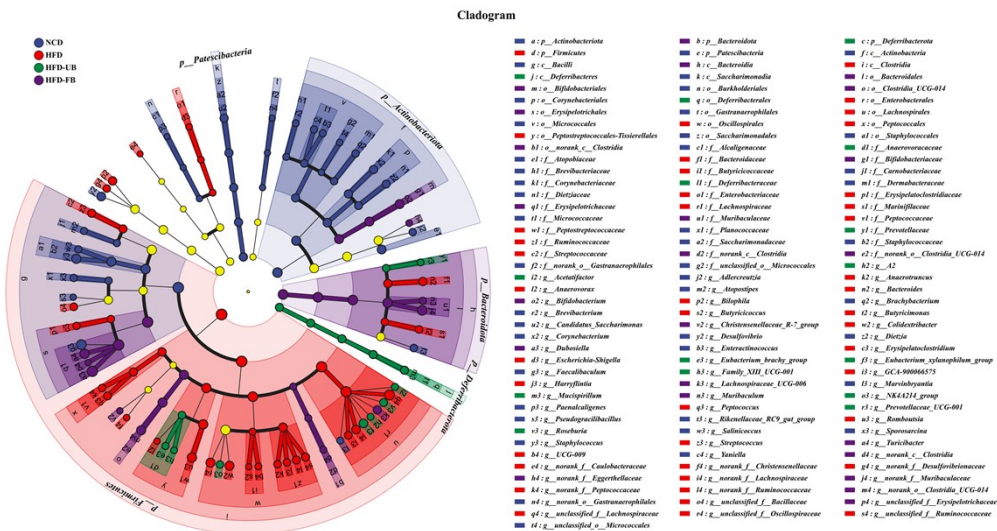 Cladogram
NCD
HFD
HFD-UB
HFD-FB
p__Patescibacteria
p__Actinobacteriota
p__Bacteroidota
p__Deferribacterota
p__Firmicutes
a : p__Actinobacteriota b : p__Bacteroidota c : p__Deferribacterota
d : p__Firmicutes e : p__Patescibacteria f : c__Actinobacteria
g : c__Bacilli h : c__Bacteroidia i : c__Clostridia
j : c__Deferribacteres k : c__Saccharimonadia l : o__Bacteroidales
m : o__Bifidobacteriales n : o__Burkholderiales o : o__Clostridia_UCG-014
p : o__Corynebacteriales q : o__Deferribacterales r : o__Enterobacterales
s : o__Erysipelotrichales t : o__Gastranaerophilales u : o__Lachnospirales
v : o__Micrococcales w : o__Oscillospirales x : o__Peptococcales
y : o__Peptostreptococcales-Tissierellales z : o__Saccharimonadales a1 : o__Staphylococcales
b1 : o__norank_c__Clostridia c1 : f__Alcaligenaceae d1 : f__Anaerovoracaceae
e1 : f__Atopobiaceae f1 : f__Bacteroidaceae g1 : f__Bifidobacteriaceae
h1 : f__Brevibacteriaceae i1 : f__Butyricicoccaceae j1 : f__Carnobacteriaceae
k1 : f__Corynebacteriaceae l1 : f__Deferribacteraceae m1 : f__Dermabacteraceae
n1 : f__Dietziaceae o1 : f__Enterobacteriaceae p1 : f__Erysipelatoclostridiaceae
q1 : f__Erysipelotrichaceae r1 : f__Lachnospiraceae s1 : f__Marinifilaceae
t1 : f__Micrococcaceae u1 : f__Muribaculaceae v1 : f__Peptococcaceae
w1 : f__Peptostreptococcaceae x1 : f__Planococcaceae y1 : f__Prevotellaceae
z1 : f__Ruminococcaceae a2 : f__Saccharimonadaceae b2 : f__Staphylococcaceae
c2 : f__Streptococcaceae d2 : f__norank_c__Clostridia e2 : f__norank_o__Clostridia_UCG-014
f2 : f__norank_o__Gastranaerophilales g2 : f__unclassified_o__Micrococcales h2 : g__A2
i2 : g__Acetatifactor j2 : g__Adlercreutzia k2 : g__Anaerotruncus
l2 : g__Anaerovorax m2 : g__Atopostipes n2 : g__Bacteroides
o2 : g__Bifidobacterium p2 : g__Bilophila q2 : g__Brachybacterium
r2 : g__Brevibacterium s2 : g__Butyricicoccus t2 : g__Butyricimonas
u2 : g__Candidatus_Saccharimonas v2 : g__Christensenellaceae_R-7_group w2 : g__Colidextribacter
x2 : g__Corynebacterium y2 : g__Desulfovibrio z2 : g__Dietzia
a3 : g__Dubosiella b3 : g__Enteractinococcus c3 : g__Erysipelatoclostridium
d3 : g__Escherichia-Shigella e3 : g__Eubacterium_brachy_group f3 : g__Eubacterium_xylanophilum_group
g3 : g__Faecalibaculum h3 : g__Family_XIII_UCG-001 i3 : g__GCA-900066575
j3 : g__Harryflintia k3 : g__Lachnospiraceae_UCG-006 l3 : g__Marvinbryantia
m3 : g__Mucispirillum n3 : g__Muribaculum o3 : g__NK4A214_group
p3 : g__Paenalcaligenes q3 : g__Peptococcus r3 : g__Prevotellaceae_UCG-001
s3 : g__Pseudogracilibacillus t3 : g__Rikenellaceae_RC9_gut_group u3 : g__Romboutsia
v3 : g__Roseburia w3 : g__Salinicoccus x3 : g__Sporosarcina
y3 : g__Staphylococcus z3 : g__Streptococcus a4 : g__Turicibacter
b4 : g__UCG-009 c4 : g__Yaniella d4 : g__norank_c__Clostridia
e4 : g__norank_f__Caulobacteraceae f4 : g__norank_f__Christensenellaceae g4 : g__norank_f__Desulfovibrionaceae
h4 : g__norank_f__Eggerthellaceae i4 : g__norank_f__Lachnospiraceae j4 : g__norank_f__Muribaculaceae
k4 : g__norank_f__Peptococcaceae l4 : g__norank_f__Ruminococcaceae m4 : g__norank_o__Clostridia_UCG-014
n4 : g__norank_o__Gastranaerophilales o4 : g__unclassified_f__Bacillaceae p4 : g__unclassified_f__Erysipelotrichaceae
q4 : g__unclassified_f__Lachnospiraceae r4 : g__unclassified_f__Oscillospiraceae s4 : g__unclassified_f__Ruminococcaceae
t4 : g__unclassified_o__Micrococcales